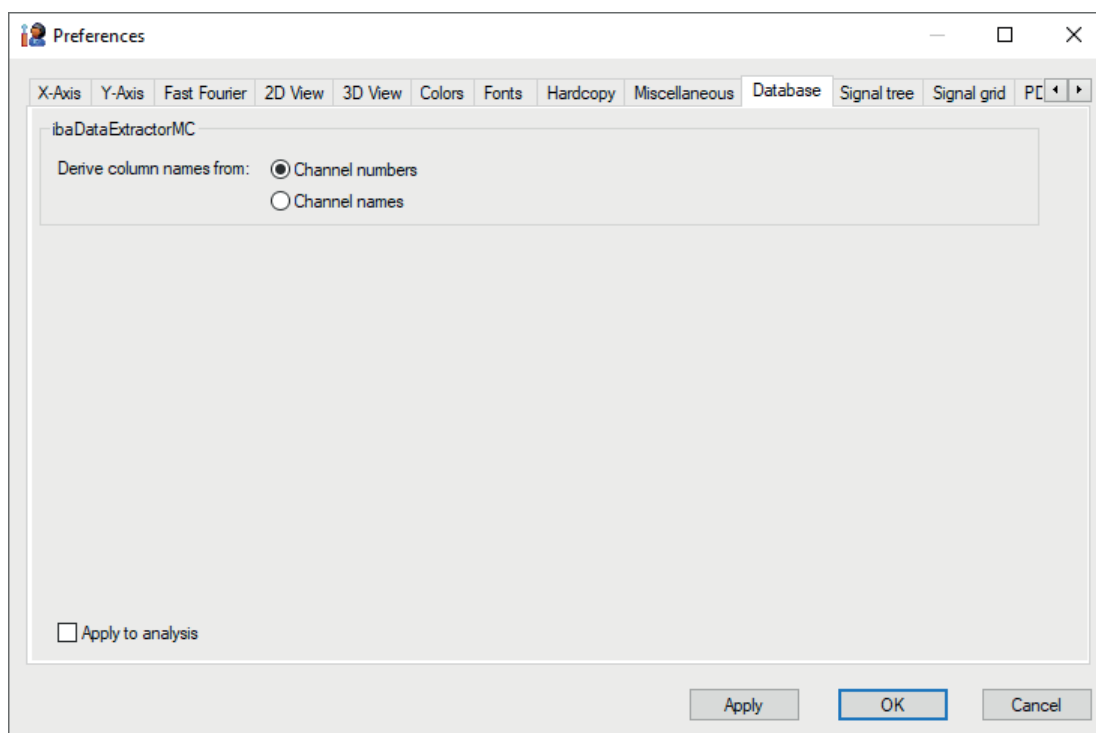 Preferences
X-Axis Y-Axis Fast Fourier 2D View 3D View Colors Fonts Hardcopy Miscellaneous Database Signal tree Signal grid
ibaDataExtractorMC
Derive column names from: Channel numbers
Channel names
Apply to analysis
Apply OK Cancel